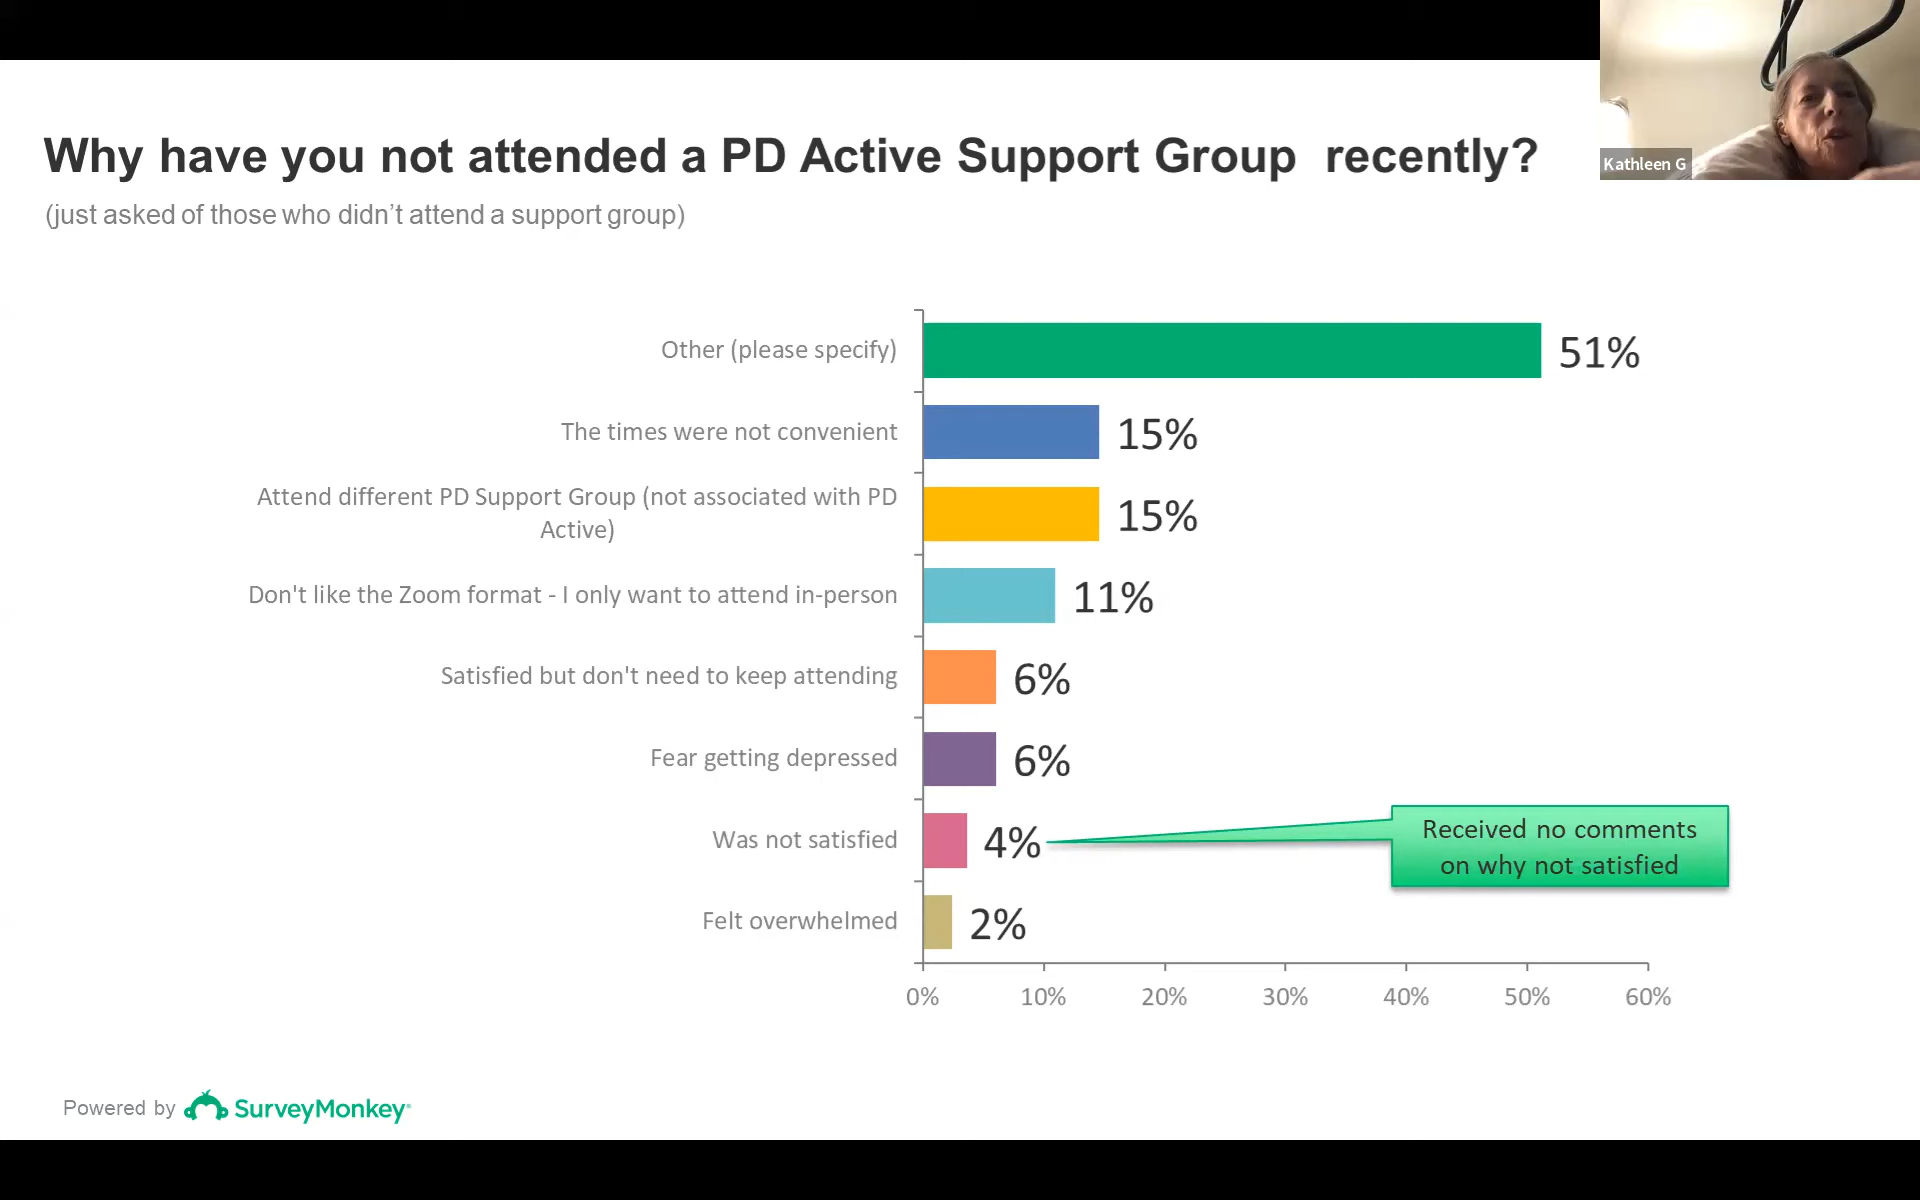 Kathleen G
Why have you not attended a PD Active Support Group  recently?
(just asked of those who didn’t attend a support group)
Other (please specify)
51%
The times were not convenient
15%
Attend different PD Support Group (not associated with PD
Active)
15%
Don't like the Zoom format - I only want to attend in-person
11%
Satisfied but don't need to keep attending
6%
Fear getting depressed
6%
Was not satisfied
4%
Received no comments
on why not satisfied
Felt overwhelmed
2%
0% 10% 20% 30% 40% 50% 60%
Powered by SurveyMonkey